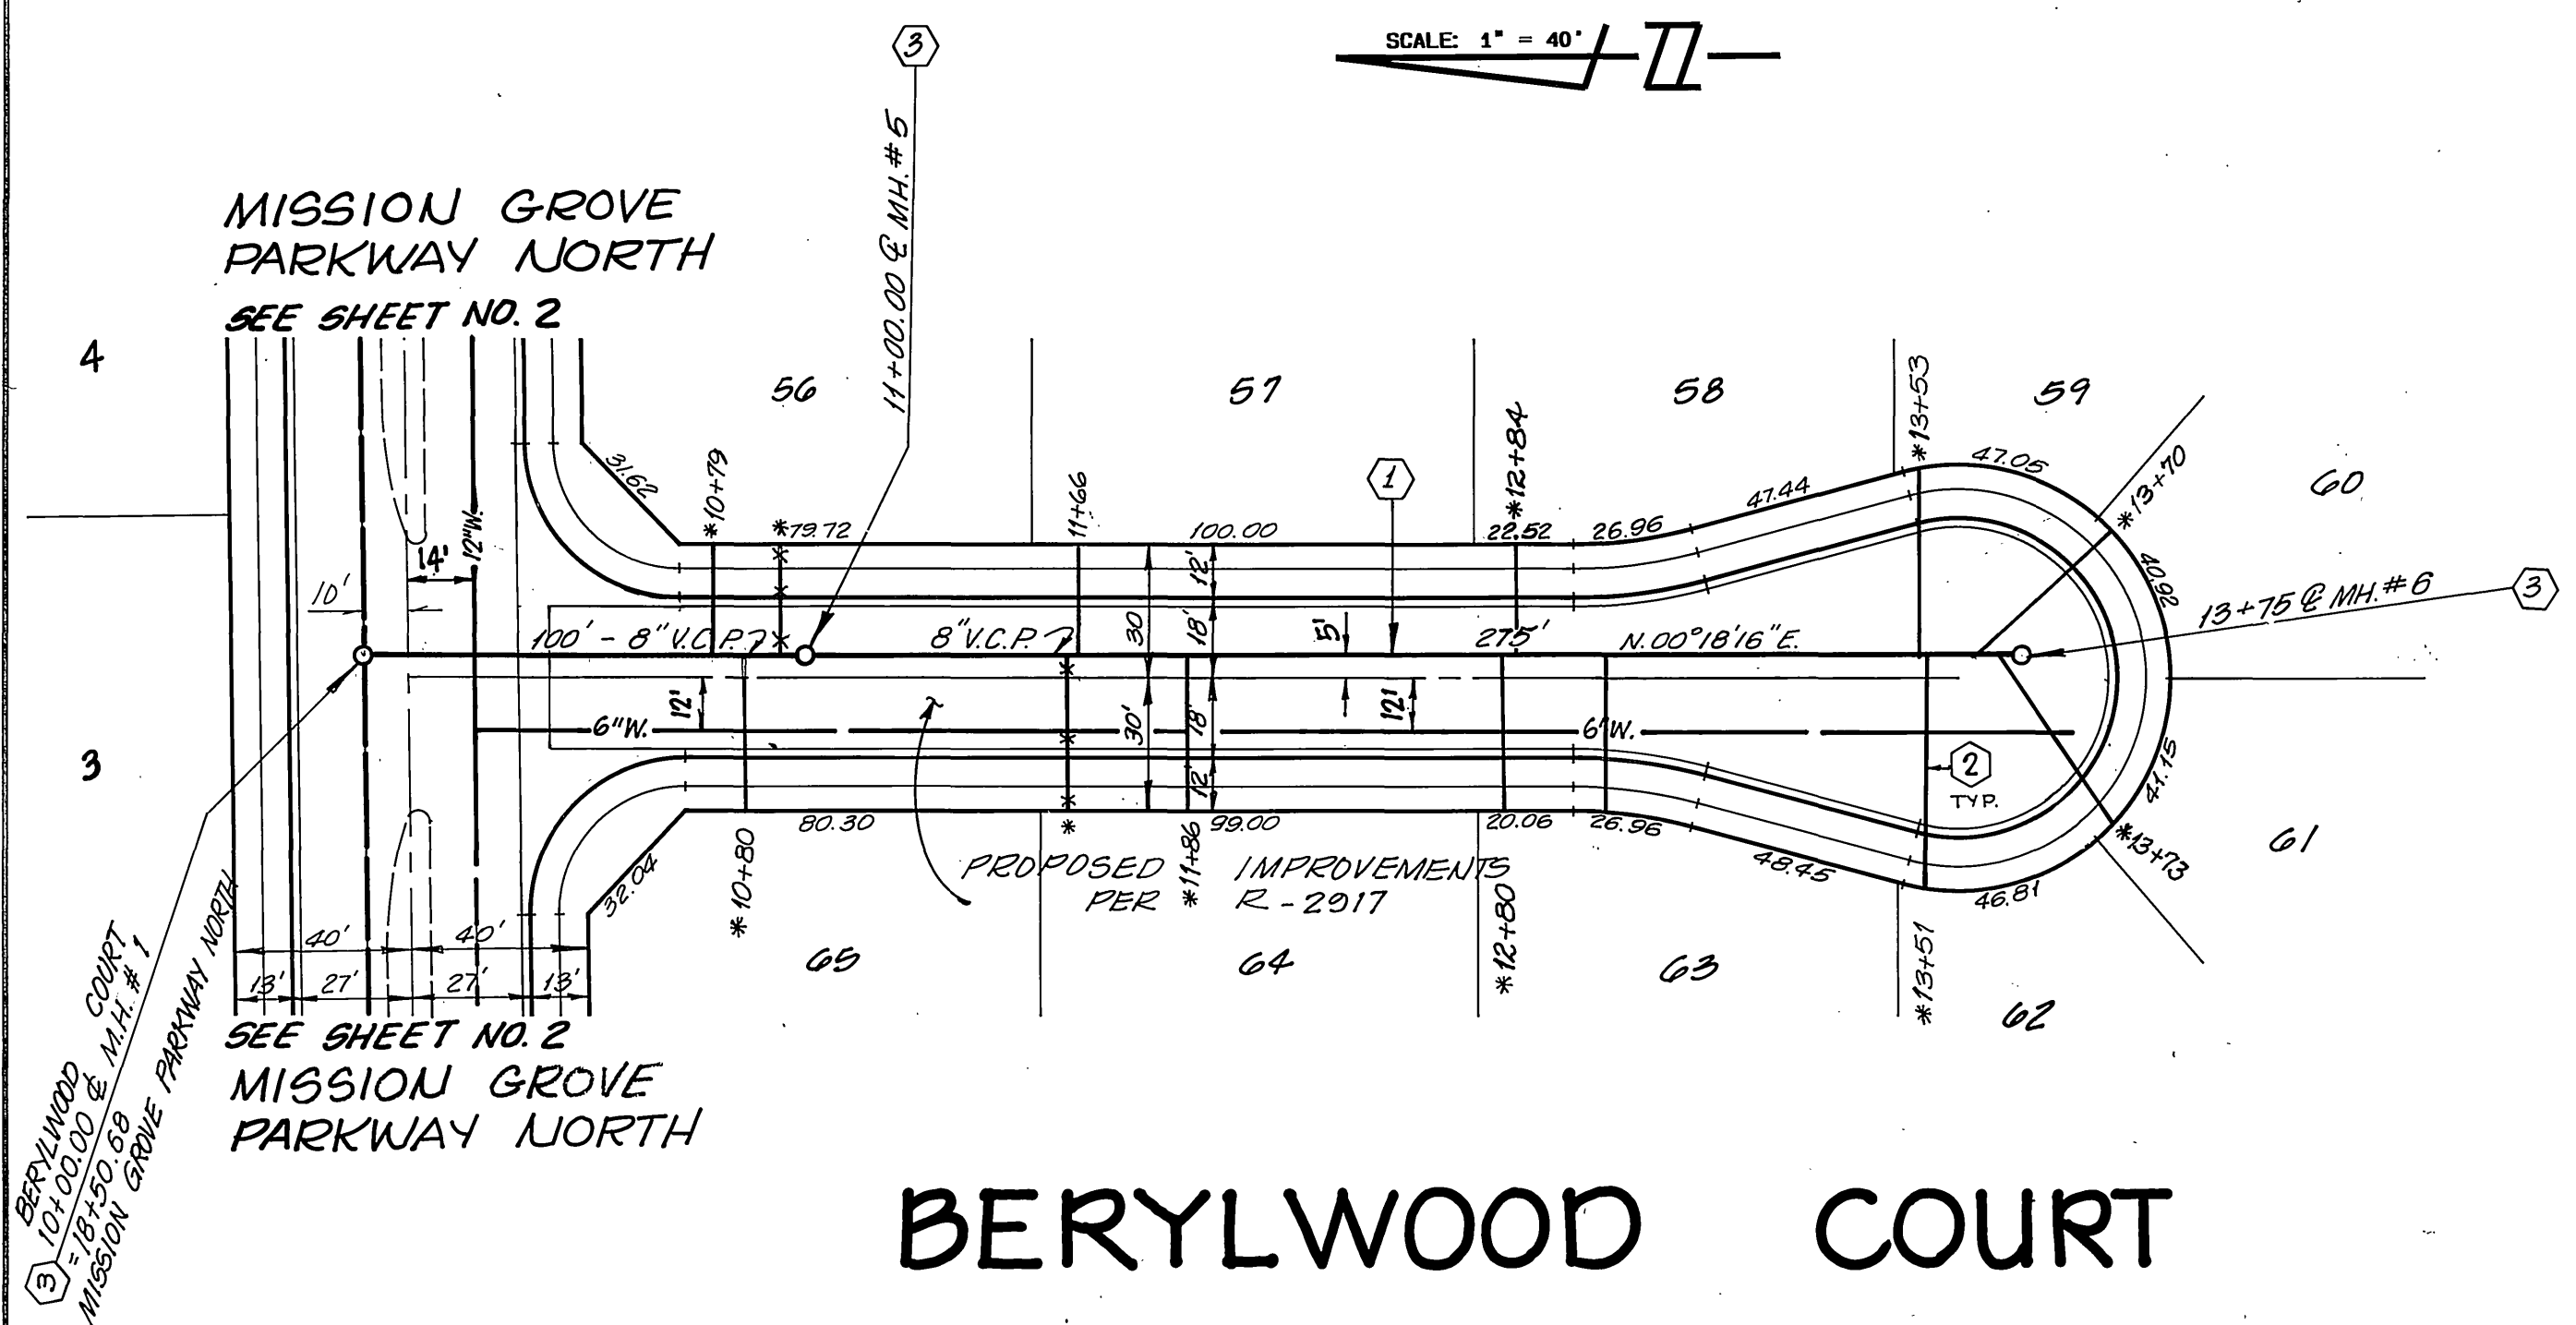 SCALE: 1" = 40'
3
11+00.00 ℄ MH.#5
MISSION GROVE
PARKWAY NORTH
SEE SHEET NO. 2
4
56
57
58
59
60
31.62
*10+79
*79.72
11+66
1
100.00
*12+84
22.52
26.96
47.44
*13+53
47.05
*13+70
40.92
13+75 ℄ MH.#6
3
10'
14'
12"W.
12'
30
18'
100'-8"V.C.P.
8"V.C.P.
5'
275'
N.00°18'16"E.
12'
30'
18'
12'
12'
6"W.
6"W.
2
TYP.
3
80.30
*
99.00
20.06
26.96
48.45
46.81
41.15
*13+73
61
32.04
*10+80
PROPOSED IMPROVEMENTS
PER R-2917
*11+86
*12+80
*13+51
65
64
63
62
40'
40'
13'
27'
27'
13'
SEE SHEET NO. 2
MISSION GROVE
PARKWAY NORTH
BERYLWOOD COURT
10+00.00 ℄ M.H.#1
3
=18+50.68
MISSION GROVE PARKWAY NORTH
BERYLWOOD COURT